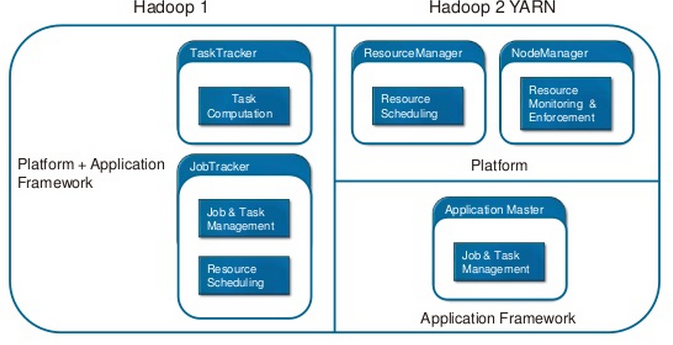 Hadoop 1
Hadoop 2 YARN
TaskTracker
Task
Computation
Platform + Application
Framework
JobTracker
Job & Task
Management
Resource
Scheduling
ResourceManager
Resource
Scheduling
NodeManager
Resource
Monitoring &
Enforcement
Platform
Application Master
Job & Task
Management
Application Framework